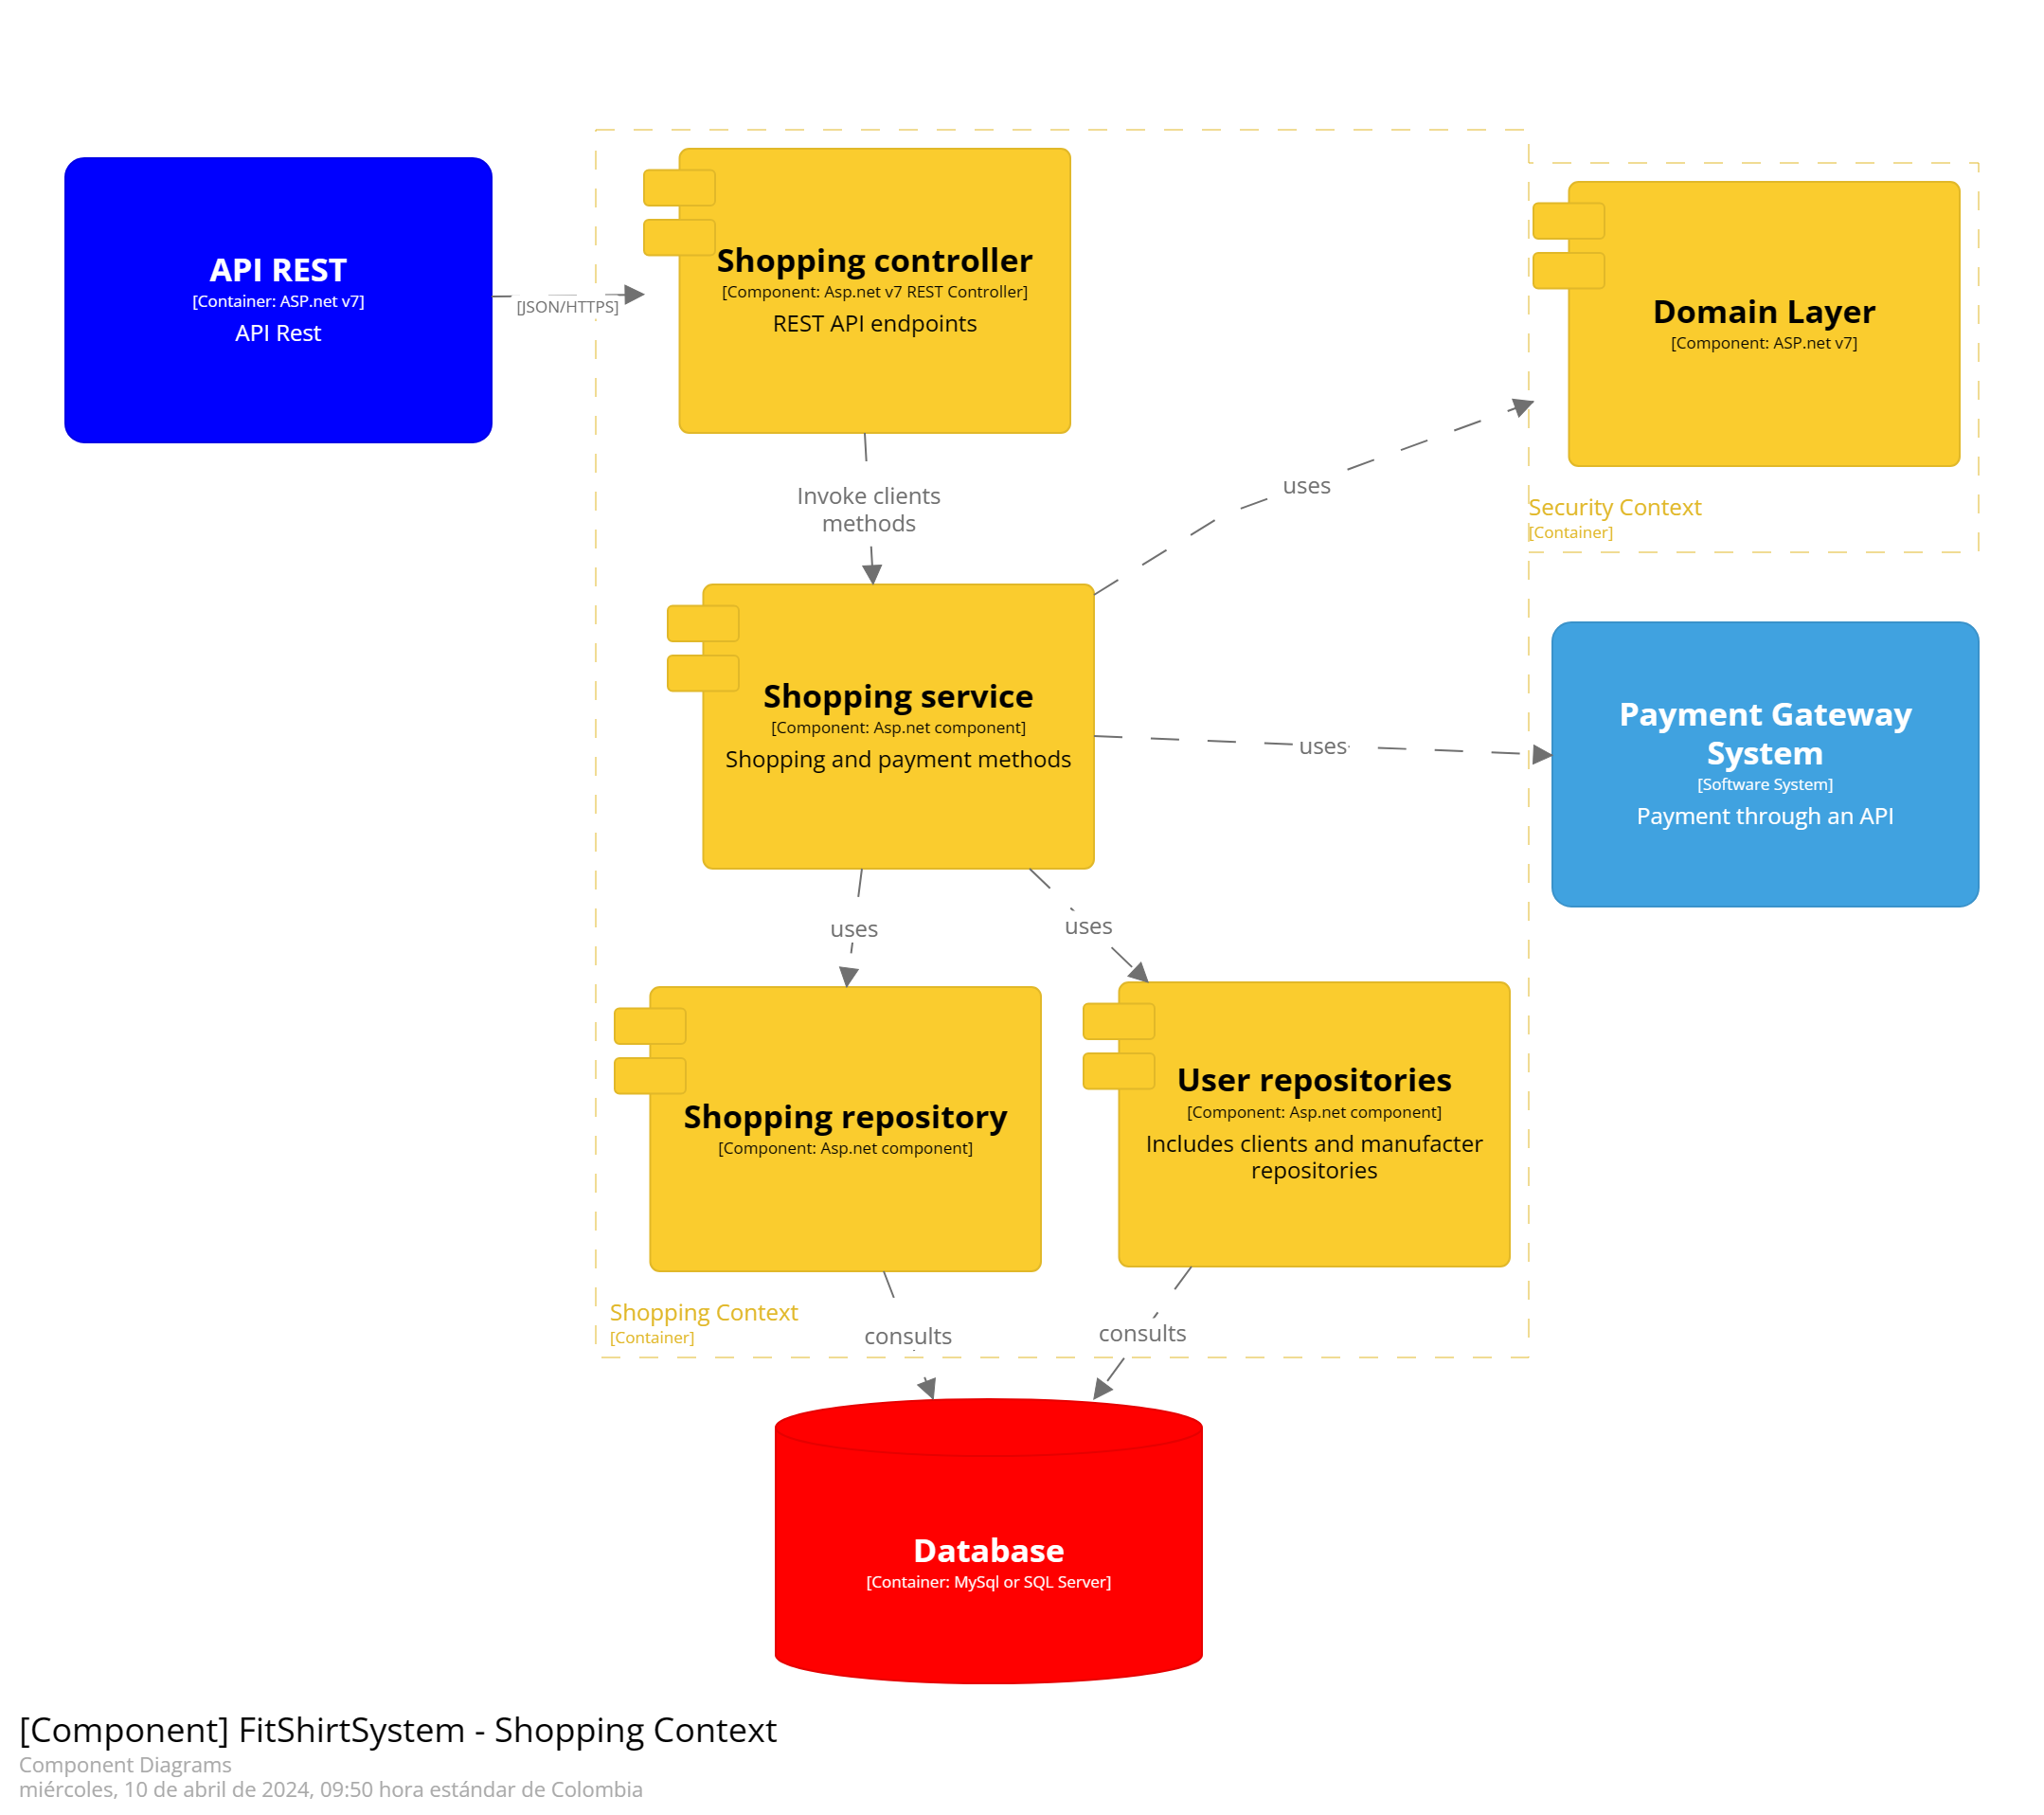 API REST
[Container: ASP.net v7]
API Rest
[JSON/HTTPS]
Shopping controller
[Component: Asp.net v7 REST Controller]
REST API endpoints
Domain Layer
[Component: ASP.net v7]
Security Context
[Container]
Invoke clients
methods
uses
Shopping service
[Component: Asp.net component]
Shopping and payment methods
uses
Payment Gateway
System
[Software System]
Payment through an API
uses
uses
Shopping repository
[Component: Asp.net component]
User repositories
[Component: Asp.net component]
Includes clients and manufacter
repositories
Shopping Context
[Container]
consults
consults
Database
[Container: MySql or SQL Server]
[Component] FitShirtSystem - Shopping Context
Component Diagrams
miércoles, 10 de abril de 2024, 09:50 hora estándar de Colombia